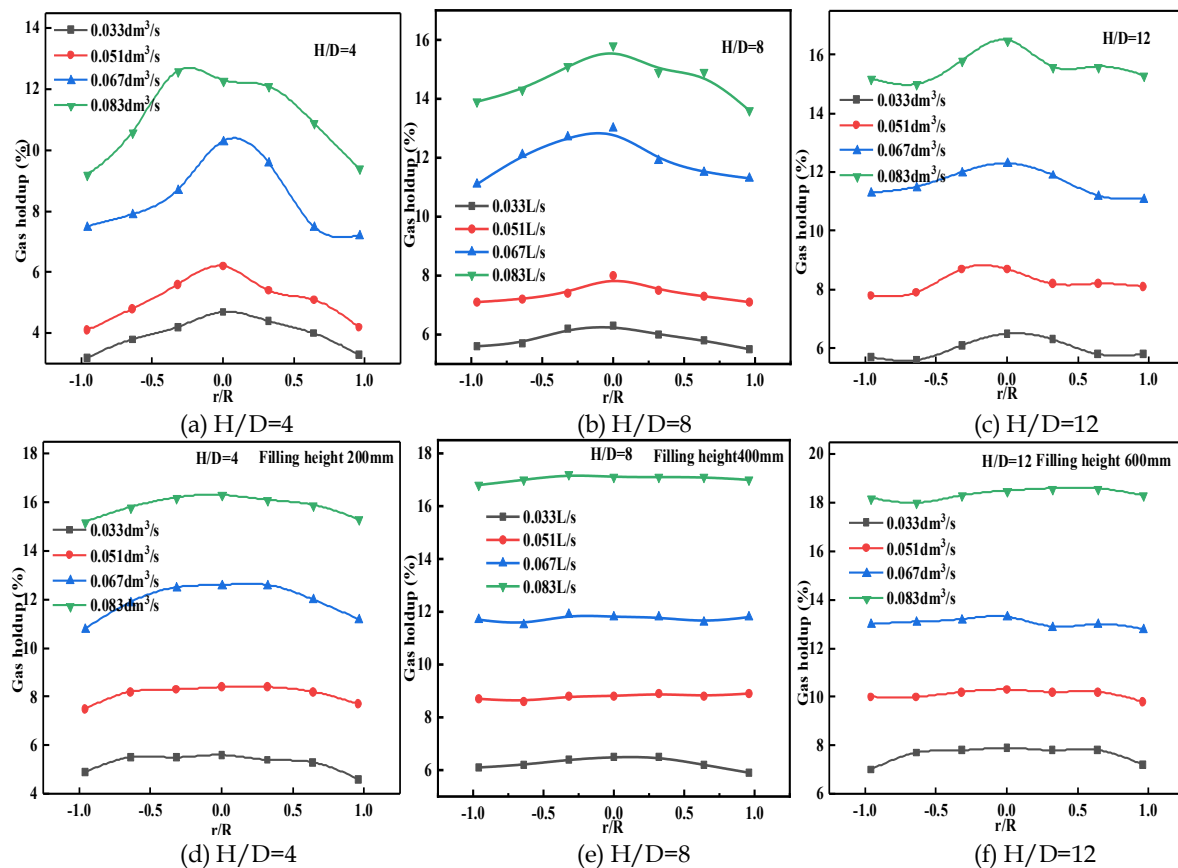 14
12
10
8
6
4
Gas holdup (%)
0.033dm³/s
0.051dm³/s
0.067dm³/s
0.083dm³/s
H/D=4
-1.0 -0.5 0.0 0.5 1.0
r/R
(a) H/D=4
16
14
12
10
8
6
Gas holdup (%)
H/D=8
0.033L/s
0.051L/s
0.067L/s
0.083L/s
-1.0 -0.5 0.0 0.5 1.0
r/R
(b) H/D=8
16
14
12
10
8
6
Gas holdup (%)
H/D=12
0.033dm³/s
0.051dm³/s
0.067dm³/s
0.083dm³/s
-1.0 -0.5 0.0 0.5 1.0
r/R
(c) H/D=12
18
16
14
12
10
8
6
4
Gas holdup (%)
H/D=4 Filling height 200mm
0.033dm³/s
0.051dm³/s
0.067dm³/s
0.083dm³/s
-1.0 -0.5 0.0 0.5 1.0
r/R
(d) H/D=4
18
16
14
12
10
8
6
Gas holdup (%)
H/D=8 Filling height400mm
0.033L/s
0.051L/s
0.067L/s
0.083L/s
-1.0 -0.5 0.0 0.5 1.0
r/R
(e) H/D=8
20
18
16
14
12
10
8
6
Gas holdup (%)
H/D=12 Filling height 600mm
0.033dm³/s
0.051dm³/s
0.067dm³/s
0.083dm³/s
-1.0 -0.5 0.0 0.5 1.0
r/R
(f) H/D=12